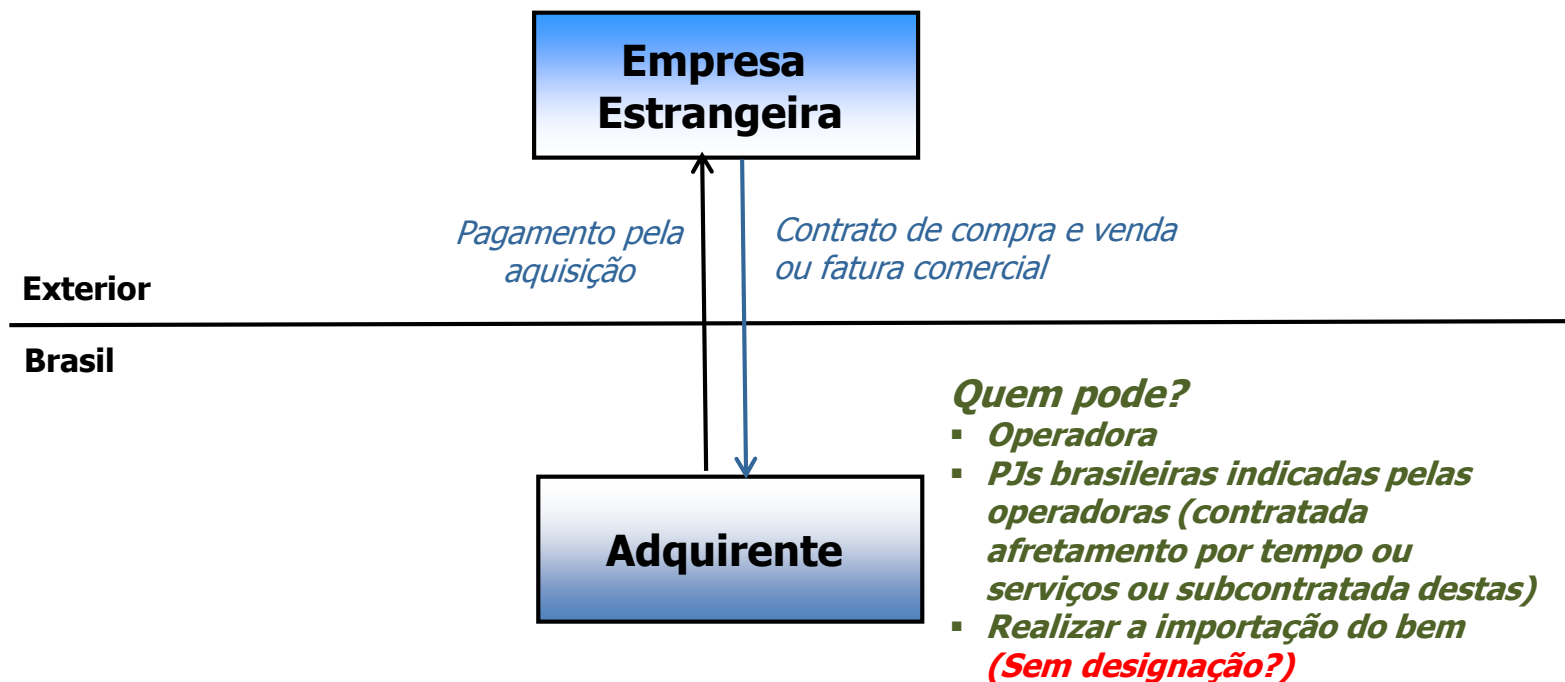 Empresa
Estrangeira
Pagamento pela
aquisição
Contrato de compra e venda
ou fatura comercial
Exterior
Brasil
Adquirente
Quem pode?
▪ Operadora
▪ PJs brasileiras indicadas pelas
operadoras (contratada
afretamento por tempo ou
serviços ou subcontratada destas)
▪ Realizar a importação do bem
(Sem designação?)